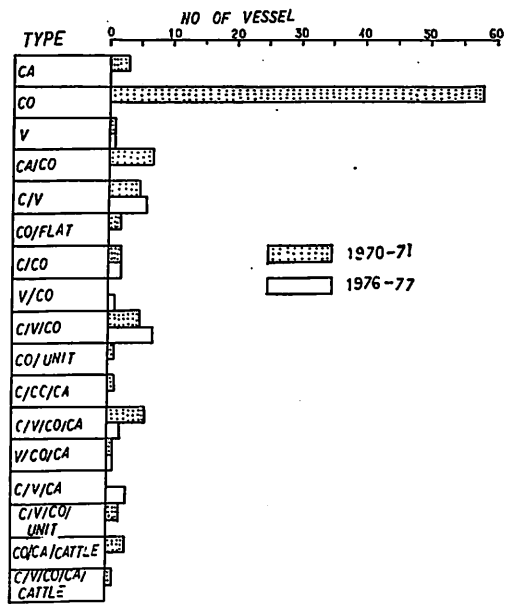 NO OF VESSEL
TYPE 0 10 20 30 40 50 60
CA
CO
V
CA/CO
C/V
CO/FLAT
C/CO
V/CO
C/V/CO
CO/UNIT
C/CC/CA
C/V/CO/CA
V/CO/CA
C/V/CA
C/V/CO/
UNIT
CO/CA/CATTLE
C/V/CO/CA/
CATTLE
1970-71
1976-77